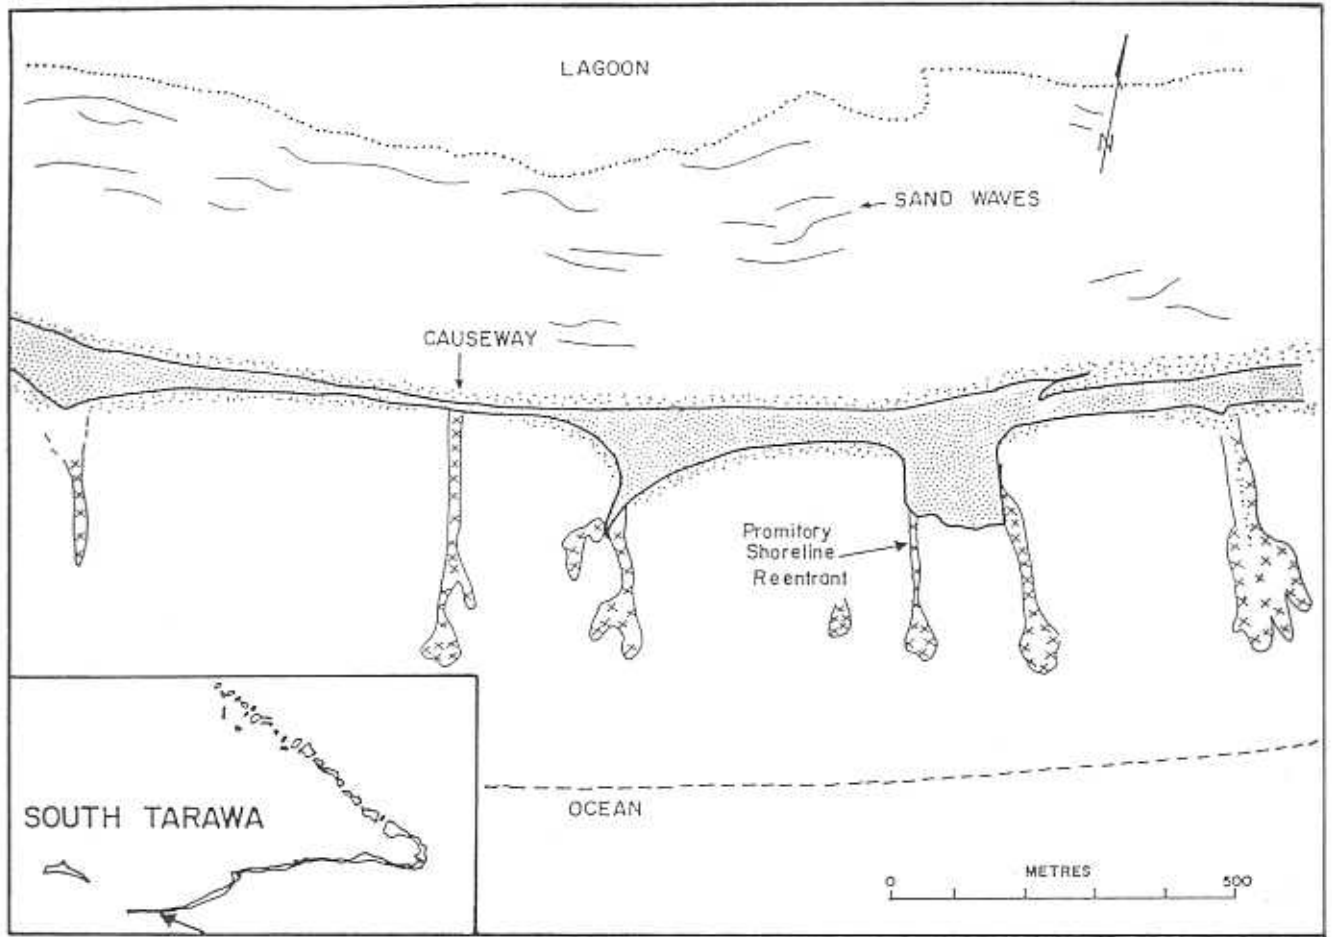 LAGOON
N
SAND WAVES
CAUSEWAY
Promitory
Shoreline
Reentrant
SOUTH TARAWA
OCEAN
METRES
0 500